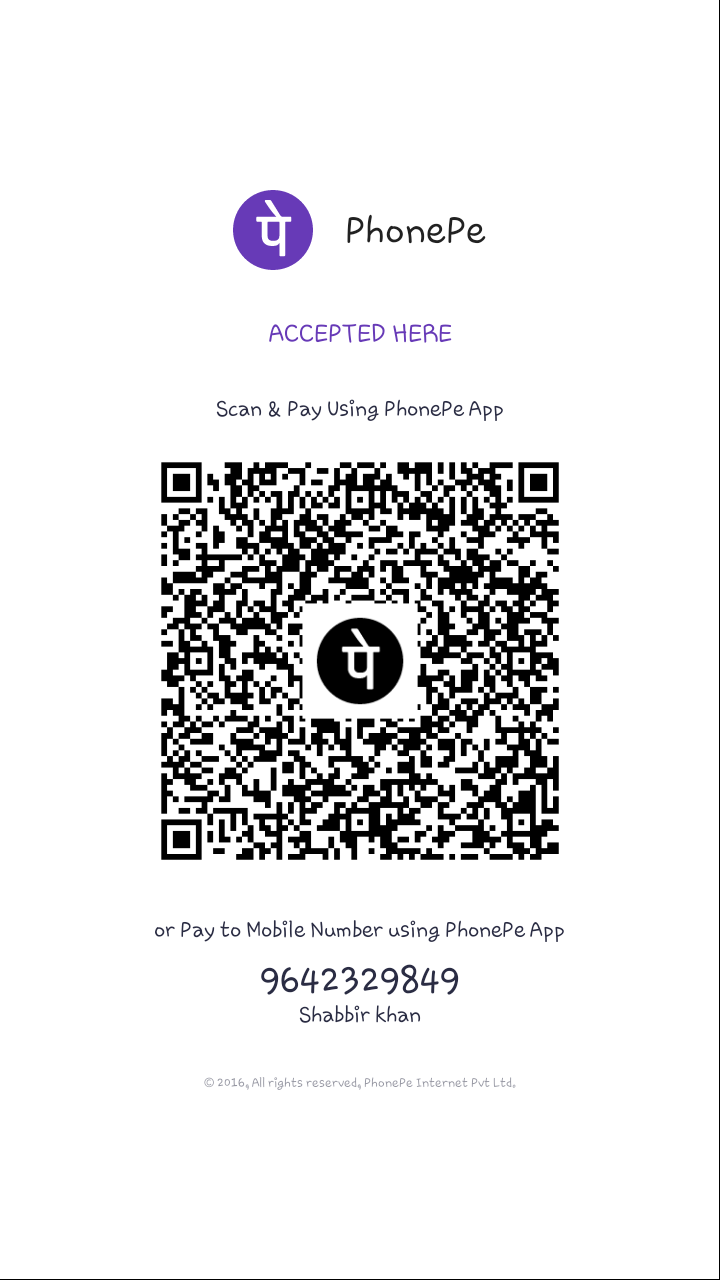 पे PhonePe
ACCEPTED HERE
Scan & Pay Using PhonePe App
पे
or Pay to Mobile Number using PhonePe App
9642329849
Shabbir khan
© 2016, All rights reserved, PhonePe Internet Pvt Ltd.